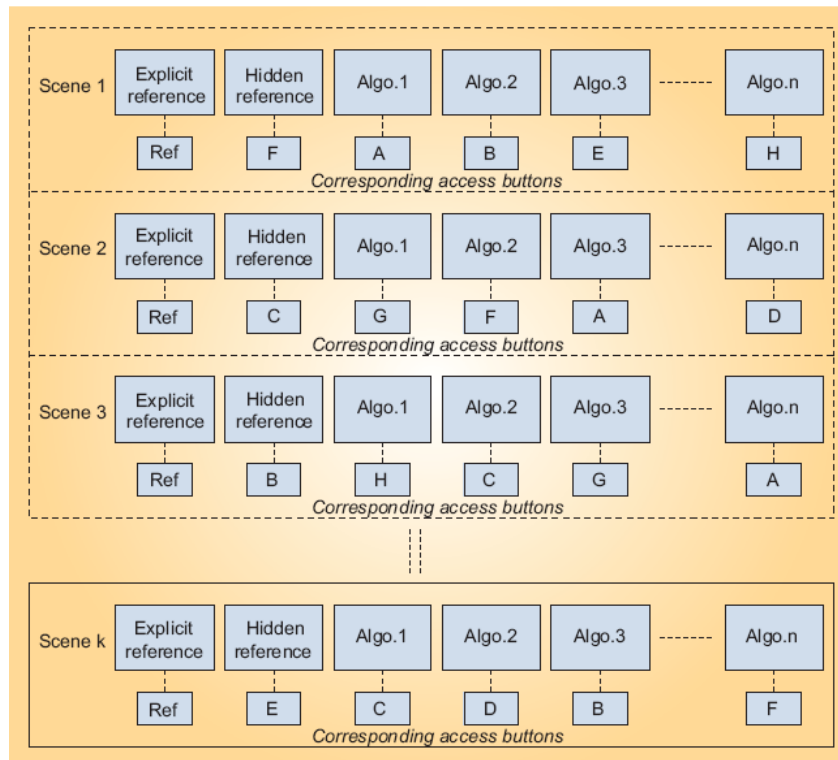 Scene 1
Explicit reference
Hidden reference
Algo.1
Algo.2
Algo.3
Algo.n
Ref
F
A
B
E
H
Corresponding access buttons
Scene 2
Explicit reference
Hidden reference
Algo.1
Algo.2
Algo.3
Algo.n
Ref
C
G
F
A
D
Corresponding access buttons
Scene 3
Explicit reference
Hidden reference
Algo.1
Algo.2
Algo.3
Algo.n
Ref
B
H
C
G
A
Corresponding access buttons
Scene k
Explicit reference
Hidden reference
Algo.1
Algo.2
Algo.3
Algo.n
Ref
E
C
D
B
F
Corresponding access buttons